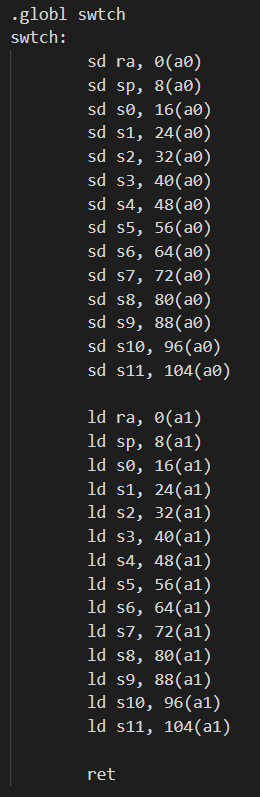 .globl swtch
swtch:
        sd ra, 0(a0)
        sd sp, 8(a0)
        sd s0, 16(a0)
        sd s1, 24(a0)
        sd s2, 32(a0)
        sd s3, 40(a0)
        sd s4, 48(a0)
        sd s5, 56(a0)
        sd s6, 64(a0)
        sd s7, 72(a0)
        sd s8, 80(a0)
        sd s9, 88(a0)
        sd s10, 96(a0)
        sd s11, 104(a0)

        ld ra, 0(a1)
        ld sp, 8(a1)
        ld s0, 16(a1)
        ld s1, 24(a1)
        ld s2, 32(a1)
        ld s3, 40(a1)
        ld s4, 48(a1)
        ld s5, 56(a1)
        ld s6, 64(a1)
        ld s7, 72(a1)
        ld s8, 80(a1)
        ld s9, 88(a1)
        ld s10, 96(a1)
        ld s11, 104(a1)

        ret